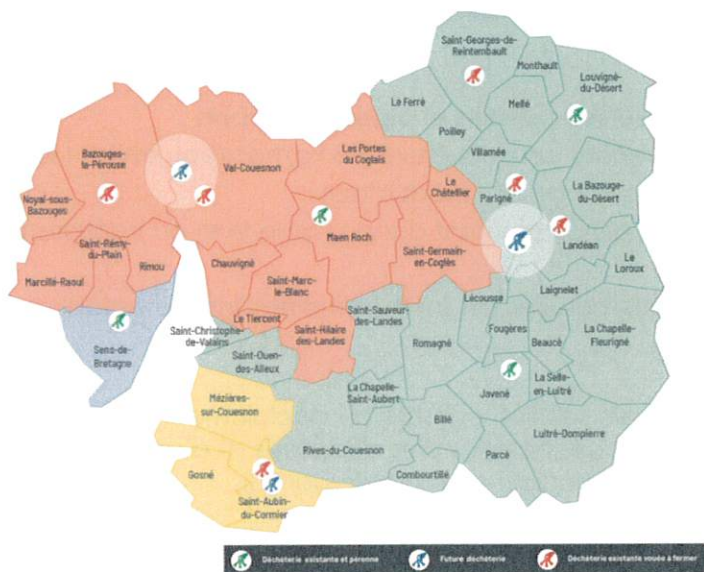 Saint-Georges-de-
Reintembault
Monthault
Louvigné-
du-Désert
Le Ferré
Mellé
Poilley
Villamée
Bazouges-
la-Pérouse
Val-Couesnon
Les Portes
du Coglais
Le
Châtellier
Parigné
La Bazouge-
du-Désert
Noyal-sous-
Bazouges
Maen Roch
Landéan
Saint-Rémy-
du-Plain
Rimou
Chauvigné
Saint-Germain-
en-Coglès
Le
Loroux
Marcillé-Raoul
Saint-Marc-
le-Blanc
Laignelet
Lécousse
Saint-Sauveur-
des-Landes
Le Tiercent
Saint-Christophe-
de-Valains
Saint-Hilaire
des-Landes
Romagné
Fougères
Beaucé
La Chapelle-
Fleurigné
Sens-de-
Bretagne
Saint-Ouen-
des-Alleux
La Chapelle-
Saint-Aubert
Javené
La Selle-
en-Luitré
Mézières-
sur-Couesnon
Billé
Luitré-Dompierre
Rives-du-Couesnon
Parcé
Combourtillé
Gosné
Saint-Aubin-
du-Cormier
Déchèterie existante et pérenne
Future déchèterie
Déchèterie existante vouée à fermer